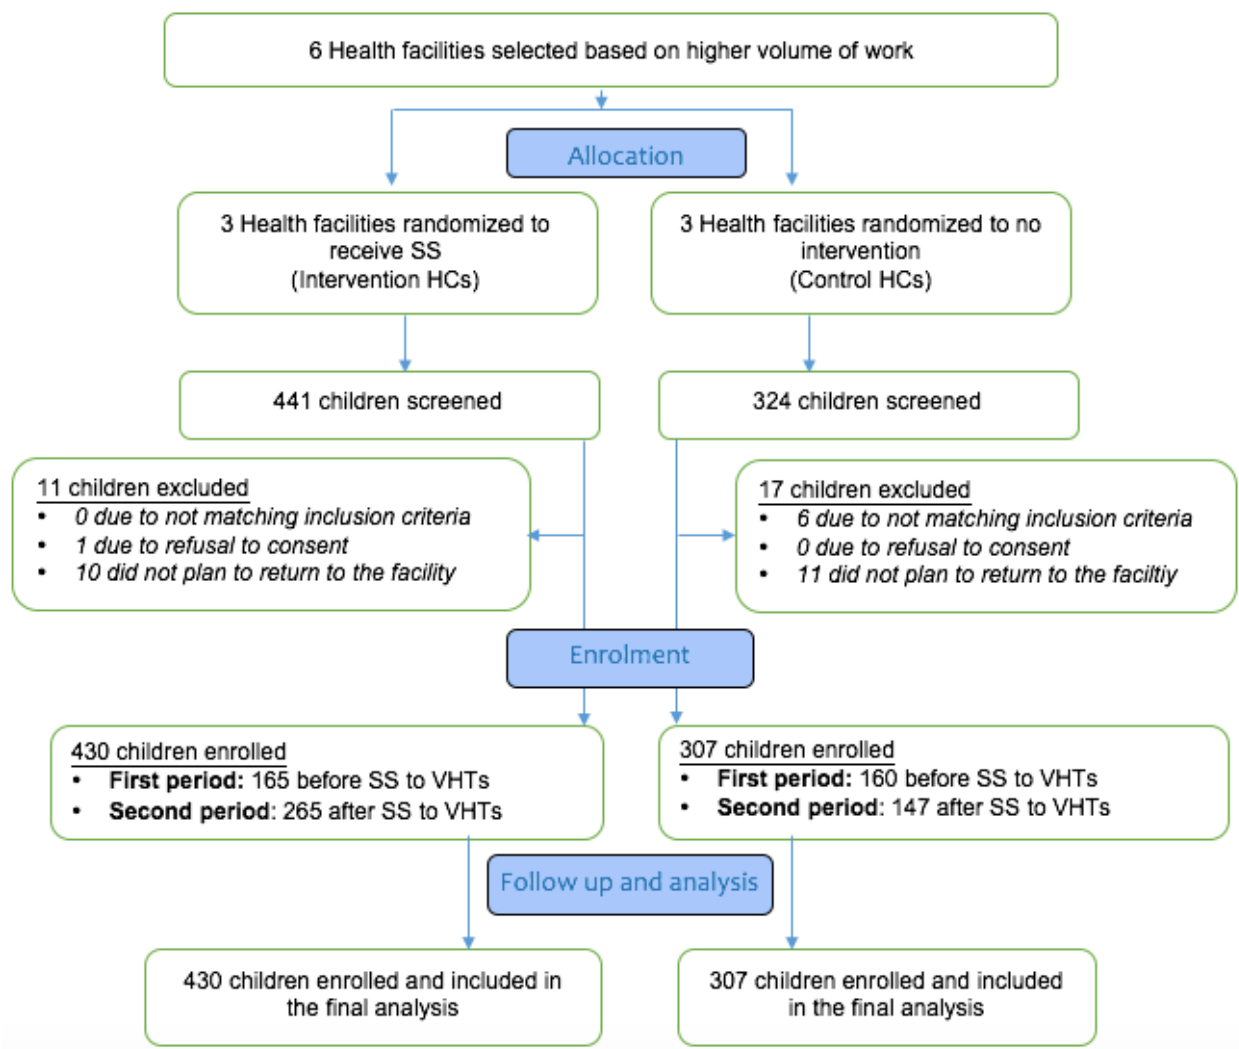 6 Health facilities selected based on higher volume of work
Allocation
3 Health facilities randomized to
receive SS
(Intervention HCs)
3 Health facilities randomized to no
intervention
(Control HCs)
441 children screened
324 children screened
11 children excluded
• 0 due to not matching inclusion criteria
• 1 due to refusal to consent
• 10 did not plan to return to the facility
17 children excluded
• 6 due to not matching inclusion criteria
• 0 due to refusal to consent
• 11 did not plan to return to the faciltiy
Enrolment
430 children enrolled
• First period: 165 before SS to VHTs
• Second period: 265 after SS to VHTs
307 children enrolled
• First period: 160 before SS to VHTs
• Second period: 147 after SS to VHTs
Follow up and analysis
430 children enrolled and included in
the final analysis
307 children enrolled and included
in the final analysis